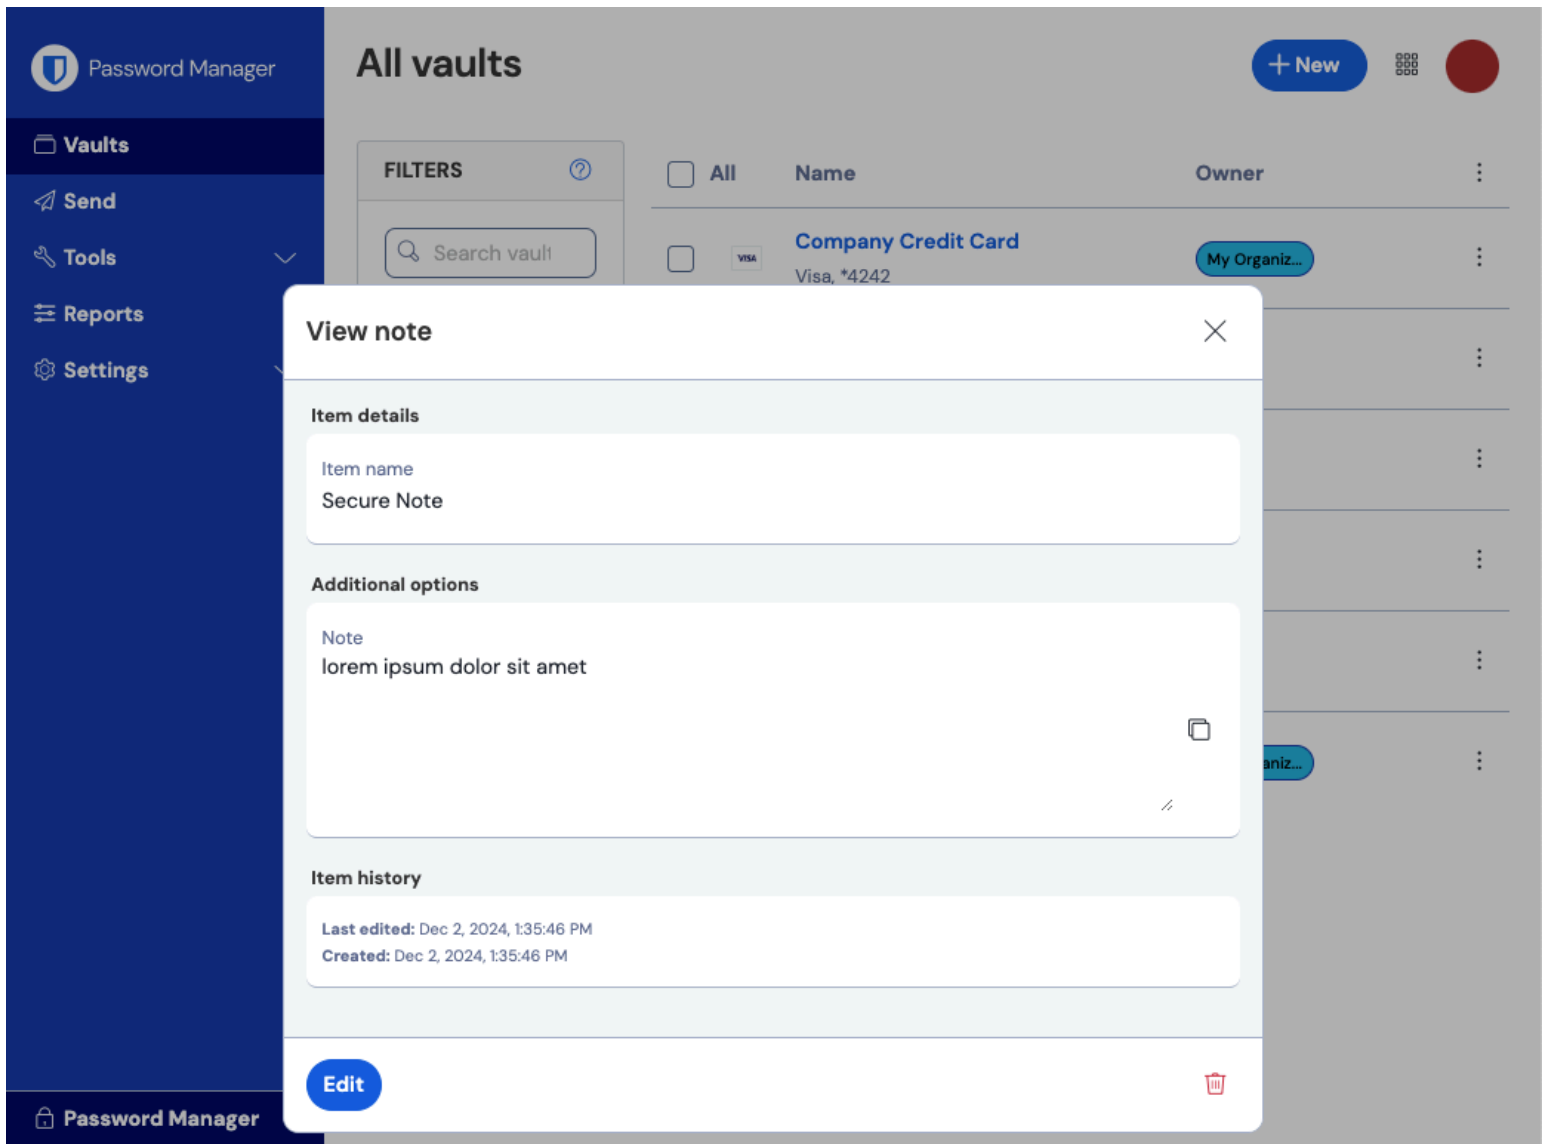 Password Manager
Vaults
Send
Tools
Reports
Settings
Password Manager
All vaults
New
FILTERS
Search vault
All Name Owner
VISA
Company Credit Card
Visa, *4242
My Organiz...
View note
Item details
Item name
Secure Note
Additional options
Note
lorem ipsum dolor sit amet
Item history
Last edited: Dec 2, 2024, 1:35:46 PM
Created: Dec 2, 2024, 1:35:46 PM
Edit
aniz...